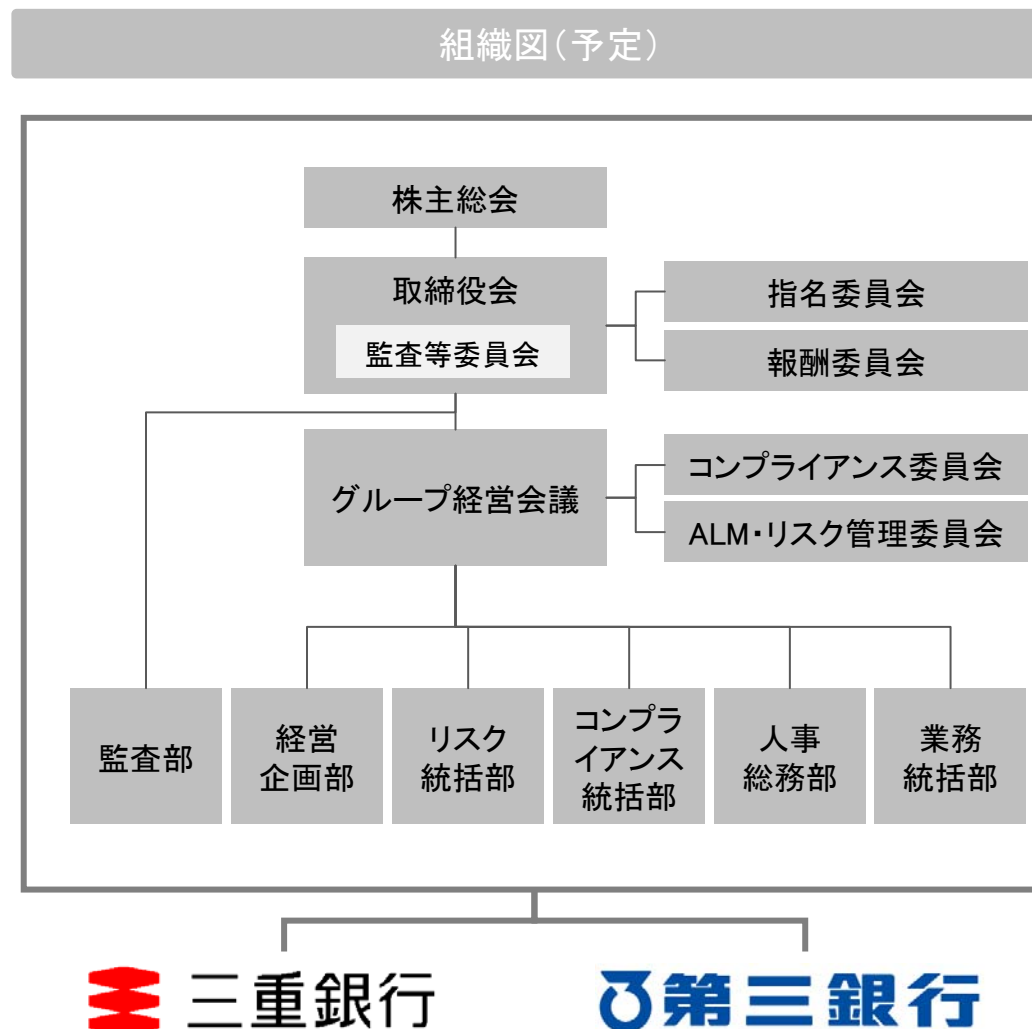 組織図(予定)
株主総会
取締役会
監査等委員会
指名委員会
報酬委員会
グループ経営会議
コンプライアンス委員会
ALM・リスク管理委員会
監査部
経営
企画部
リスク
統括部
コンプラ
イアンス
統括部
人事
総務部
業務
統括部
三重銀行
第三銀行